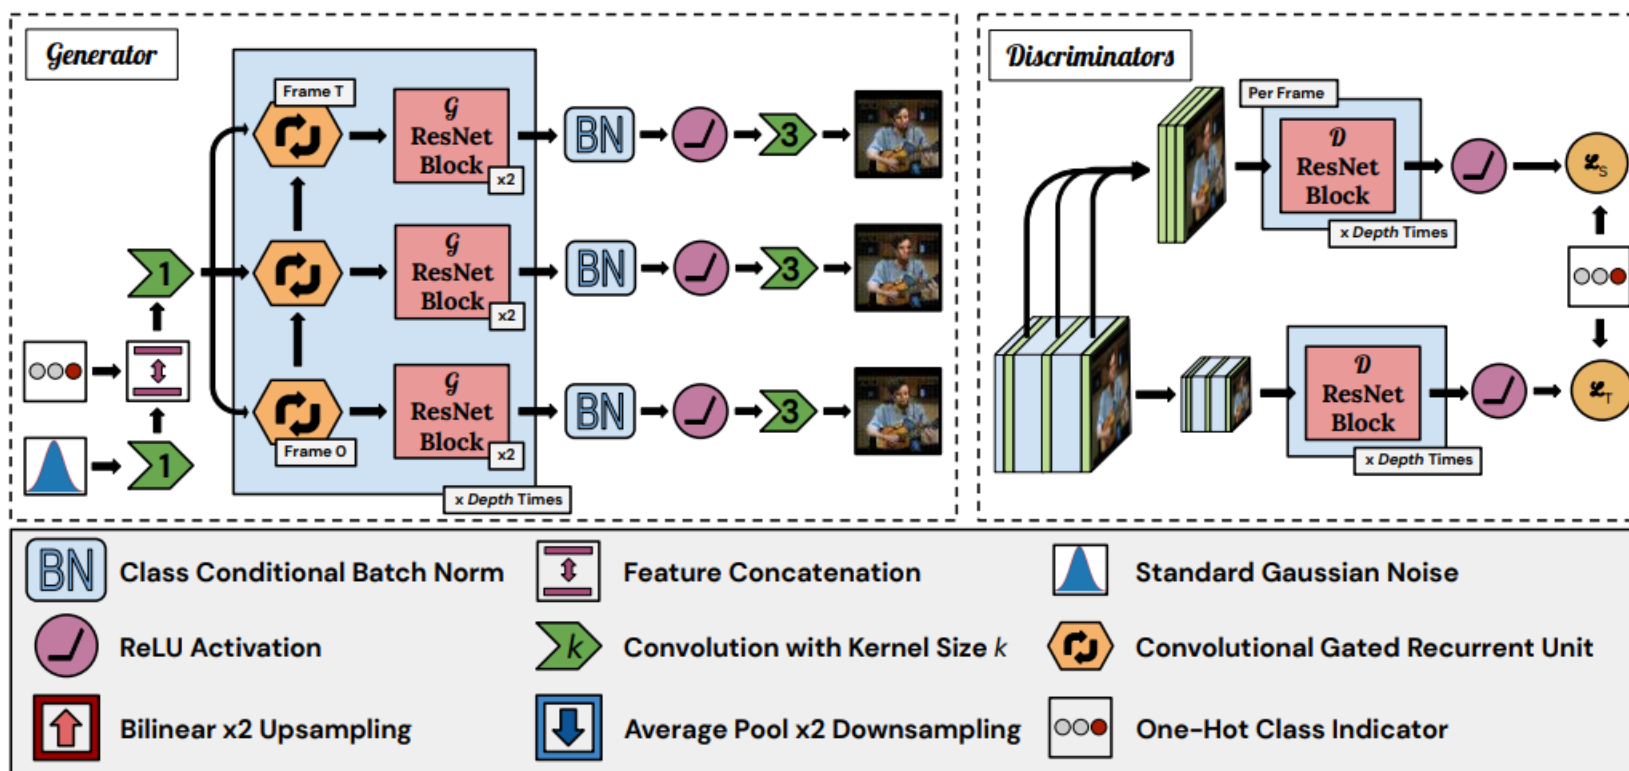 Generator
Frame T
G
ResNet
Block
x2
BN
3
1
G
ResNet
Block
x2
BN
3
Frame 0
G
ResNet
Block
x2
BN
3
1
x Depth Times
Discriminators
Per Frame
D
ResNet
Block
x Depth Times
ℒS
D
ResNet
Block
x Depth Times
ℒT
BN Class Conditional Batch Norm
Feature Concatenation
Standard Gaussian Noise
ReLU Activation
k Convolution with Kernel Size k
Convolutional Gated Recurrent Unit
Bilinear x2 Upsampling
Average Pool x2 Downsampling
One-Hot Class Indicator